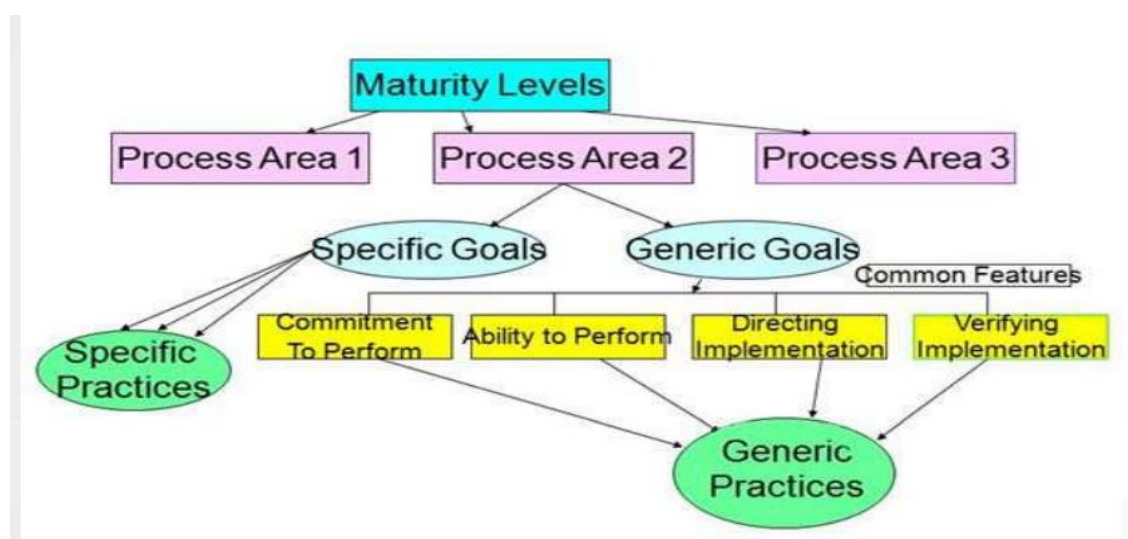 Maturity Levels
Process Area 1
Process Area 2
Process Area 3
Specific Goals
Generic Goals
Common Features
Commitment
To Perform
Ability to Perform
Directing
Implementation
Verifying
Implementation
Specific
Practices
Generic
Practices